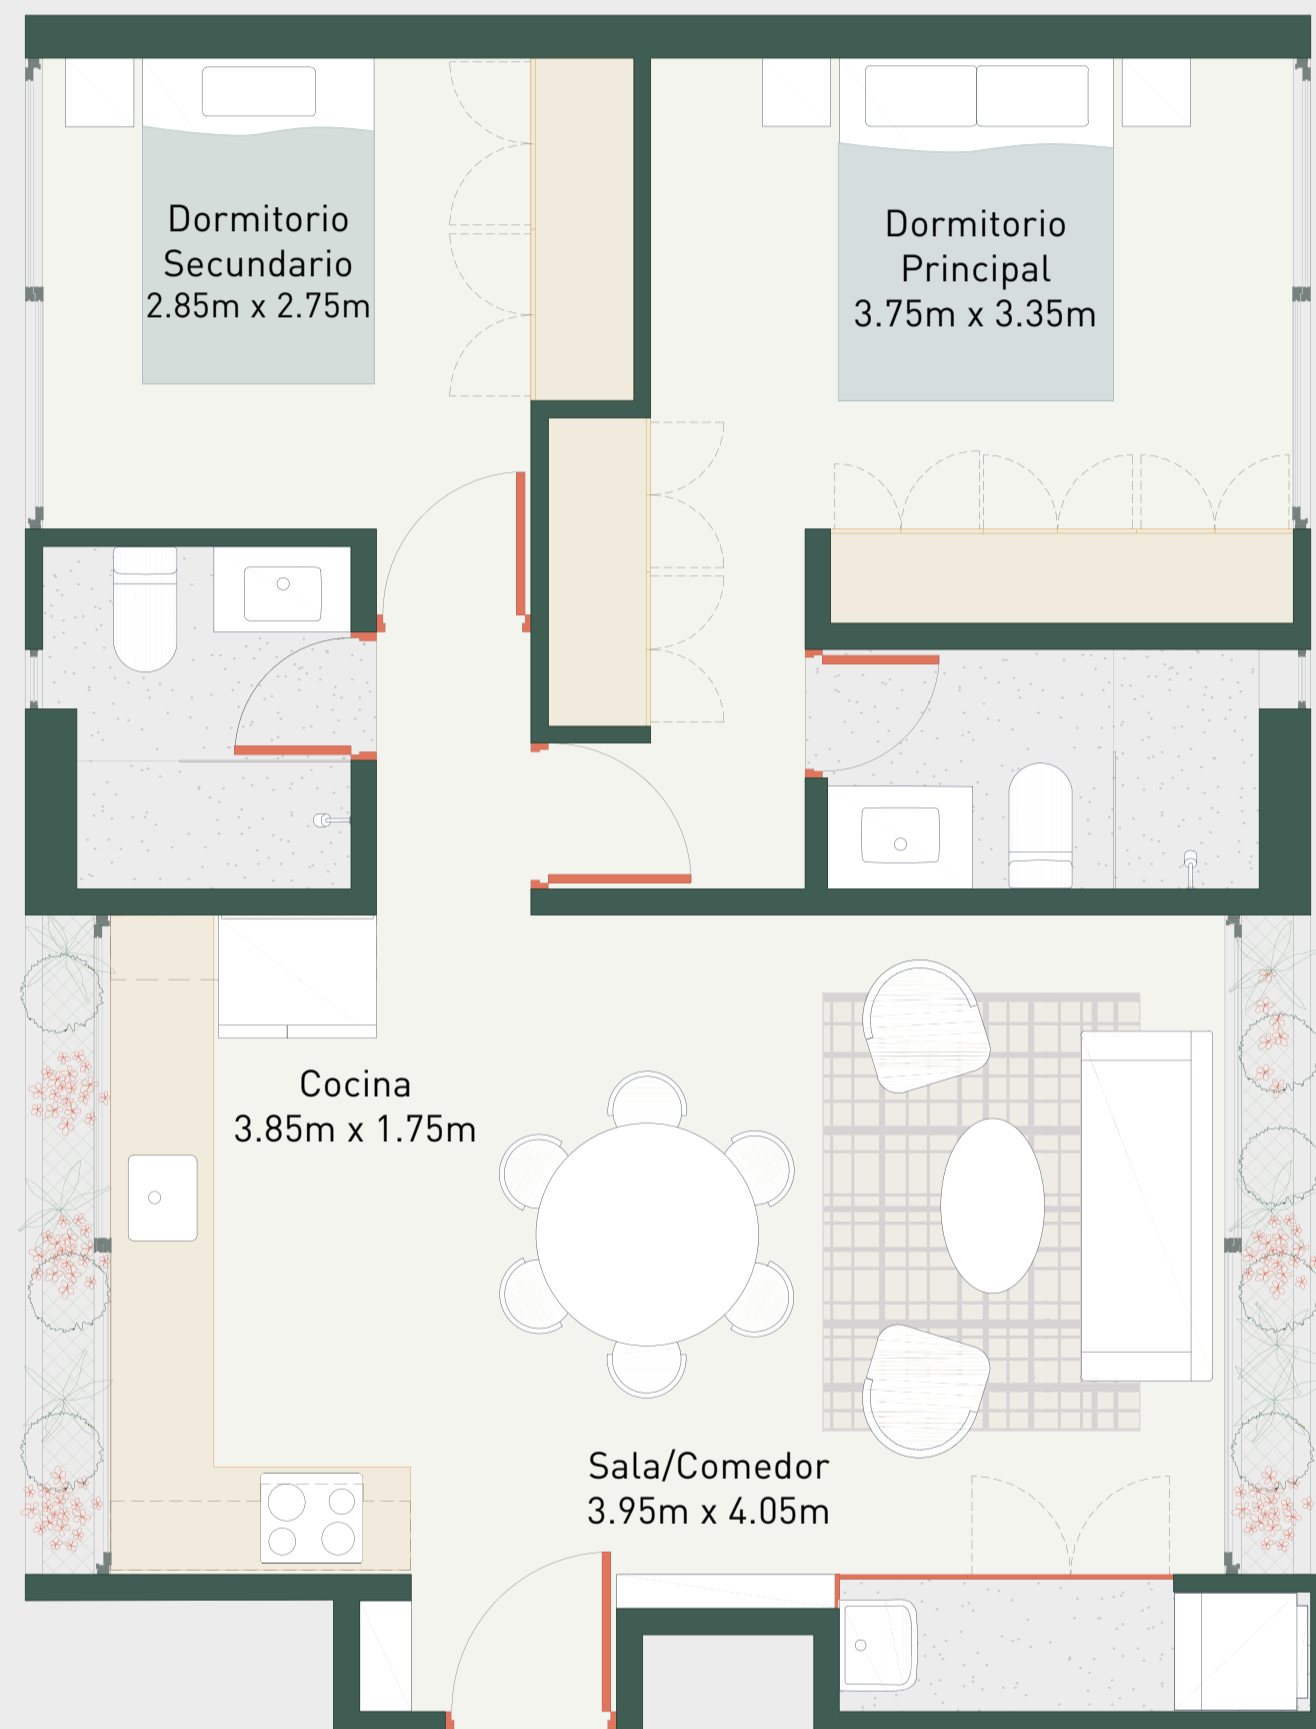 Dormitorio
Secundario
2.85m x 2.75m
Dormitorio
Principal
3.75m x 3.35m
Cocina
3.85m x 1.75m
Sala/Comedor
3.95m x 4.05m